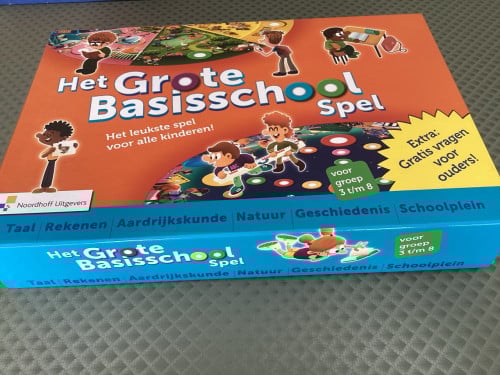 Het Grote
Basisschool
Spel
Het leukste spel
voor alle kinderen!
Extra:
Gratis vragen
voor
ouders!
voor
groep
3 t/m 8
Noordhoff Uitgevers
Taal | Rekenen | Aardrijkskunde | Natuur | Geschiedenis | Schoolplein
Het Grote
Basisschool
Spel
voor
groep
3 t/m 8
Taal | Rekenen | Aardrijkskunde | Natuur | Geschiedenis | Schoolplein